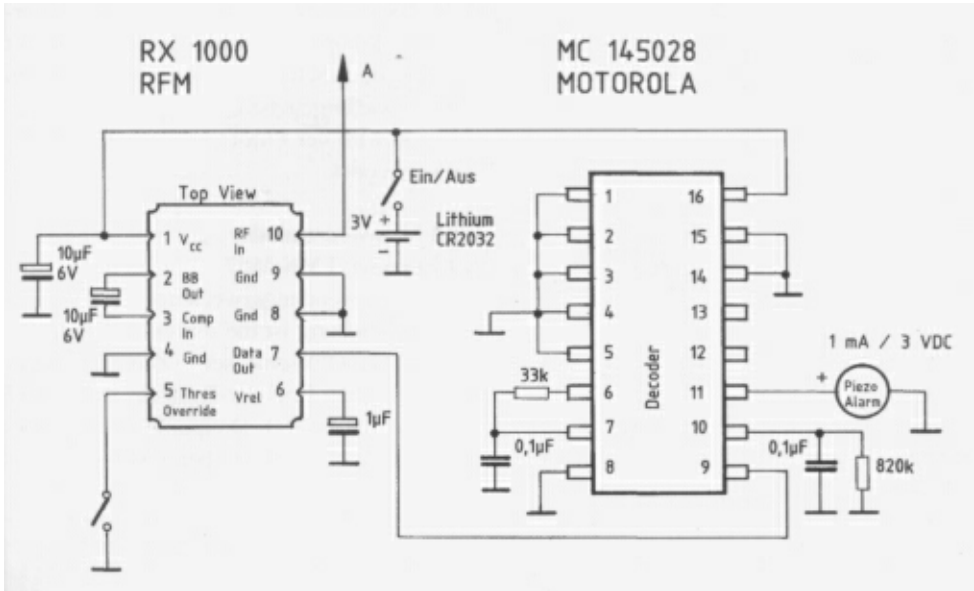 RX 1000
RFM
A
MC 145028
MOTOROLA
Top View
Ein/Aus
3V
+
-
Lithium
CR2032
10µF
6V
10µF
6V
1 Vcc
2 BB Out
3 Comp In
4 Gnd
5 Thres Override
RF In 10
Gnd 9
Gnd 8
Data Out 7
Vrel 6
1µF
1
2
3
4
5
6
7
8
Decoder
16
15
14
13
12
11
10
9
33k
0,1µF
1 mA / 3 VDC
+
Piezo
Alarm
0,1µF
820k